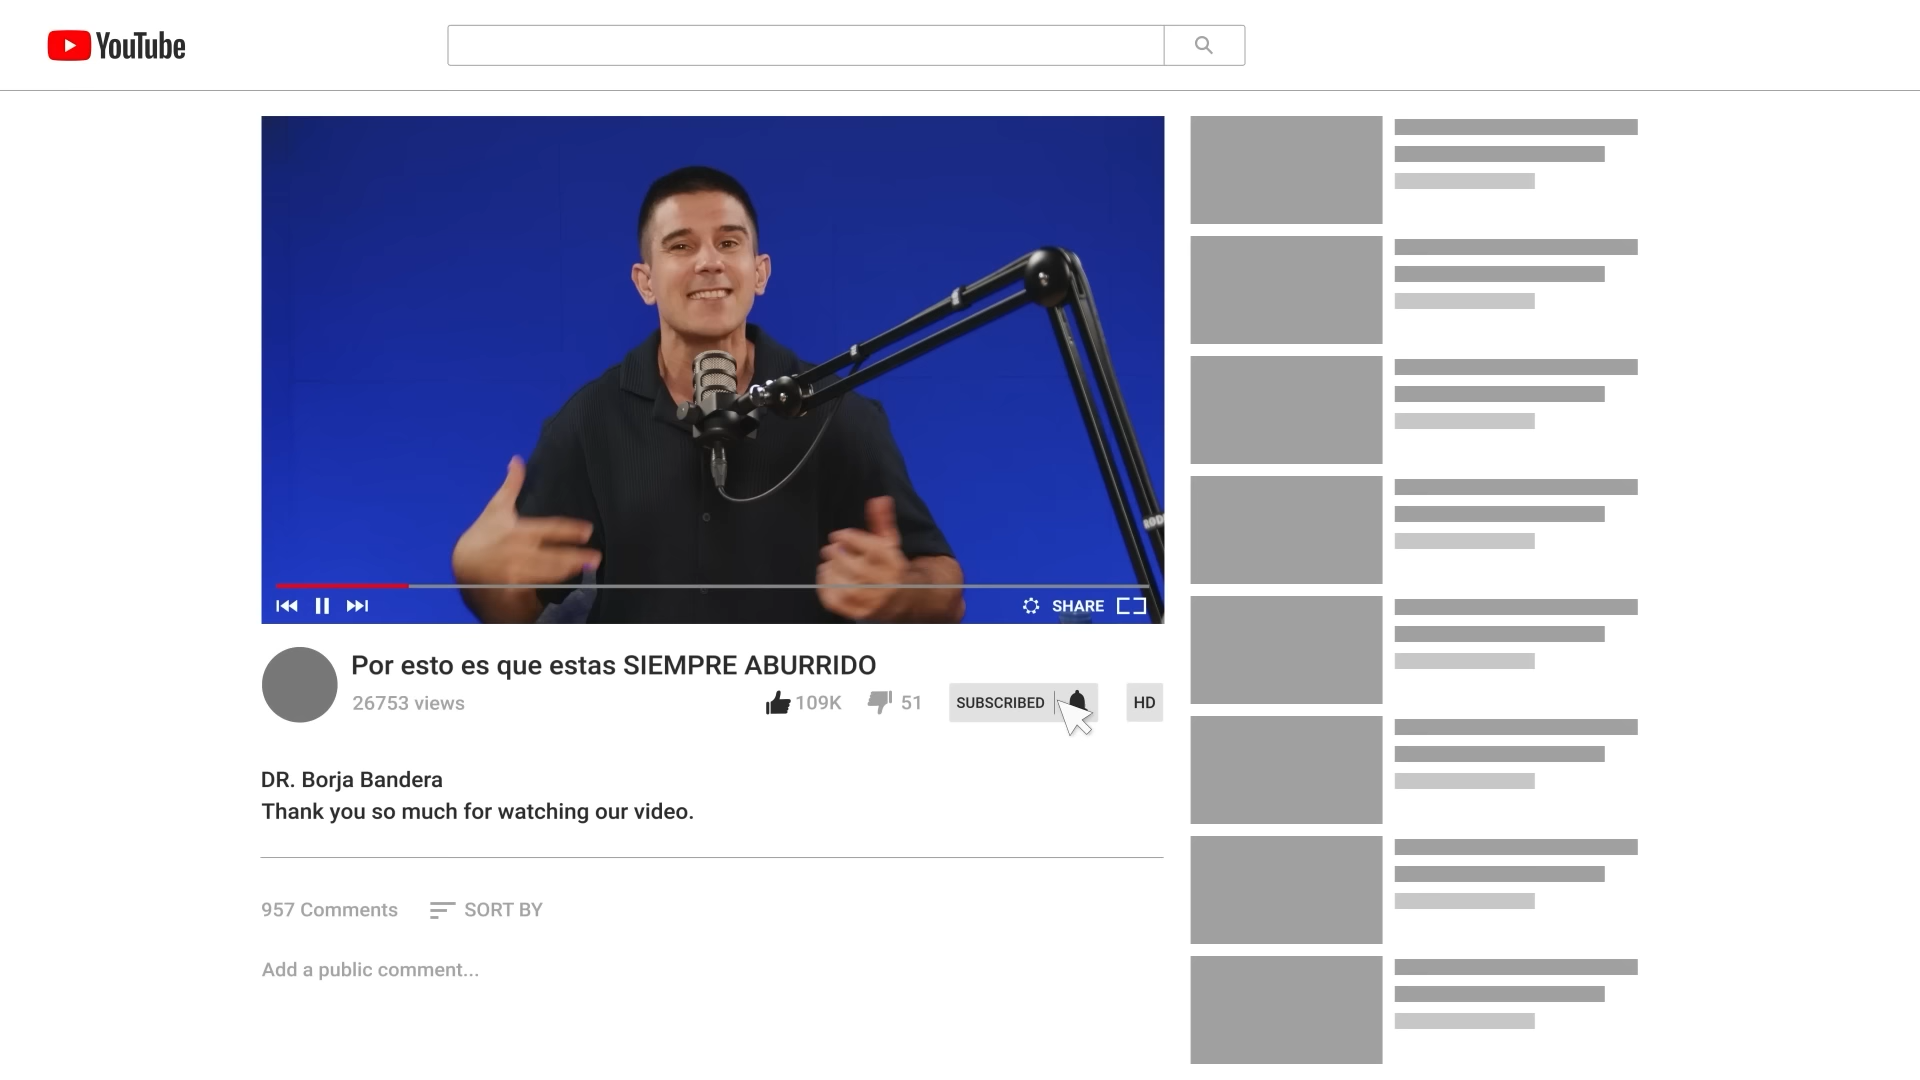 YouTube
RODE
SHARE
Por esto es que estas SIEMPRE ABURRIDO
26753 views
109K
51
SUBSCRIBED
HD
DR. Borja Bandera
Thank you so much for watching our video.
957 Comments
SORT BY
Add a public comment...